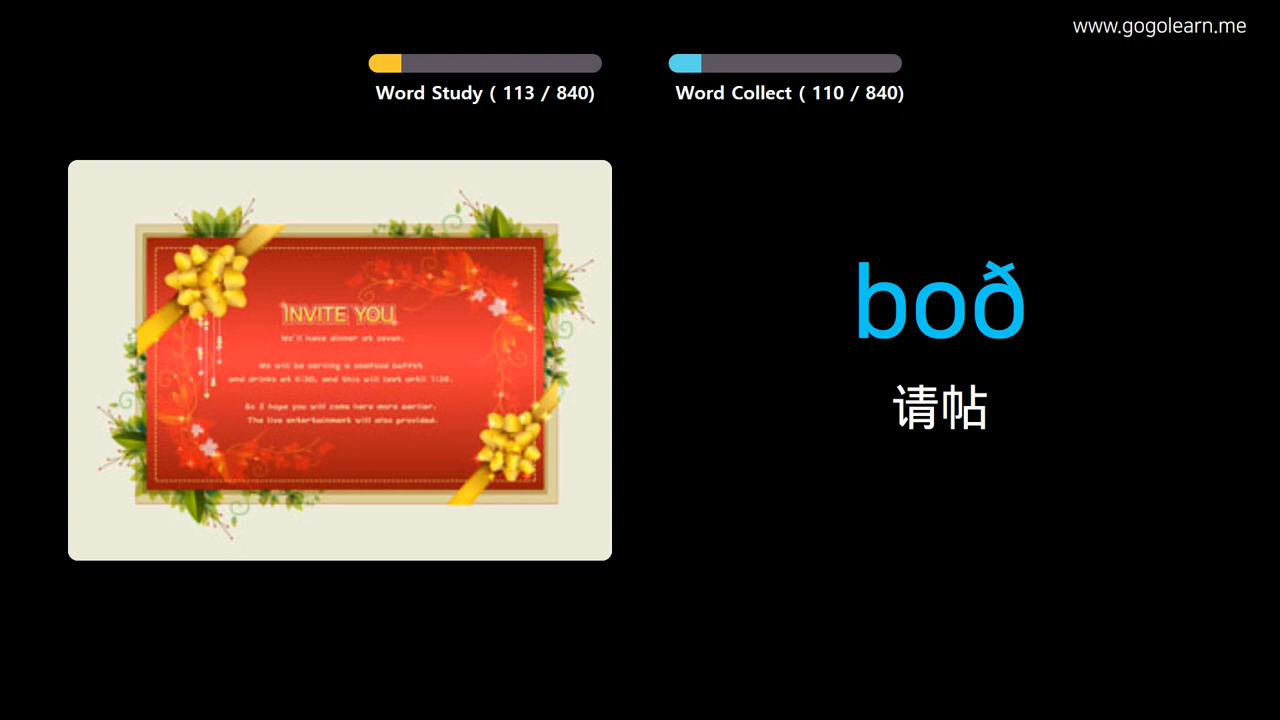 www.gogolearn.me
Word Study ( 113 / 840)
Word Collect ( 110 / 840)
INVITE YOU
We'll have dinner at seven.
We will be serving a seafood buffet
and drinks at 6:30, and this will last until 7:30.
So I hope you will come here more earlier.
The live entertainment will also provided.
boð
请帖